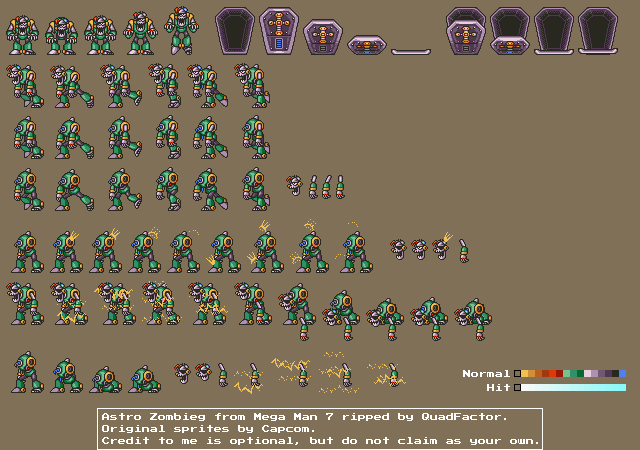 Normal
Hit
Astro Zombieg from Mega Man 7 ripped by QuadFactor.
Original sprites by Capcom.
Credit to me is optional, but do not claim as your own.